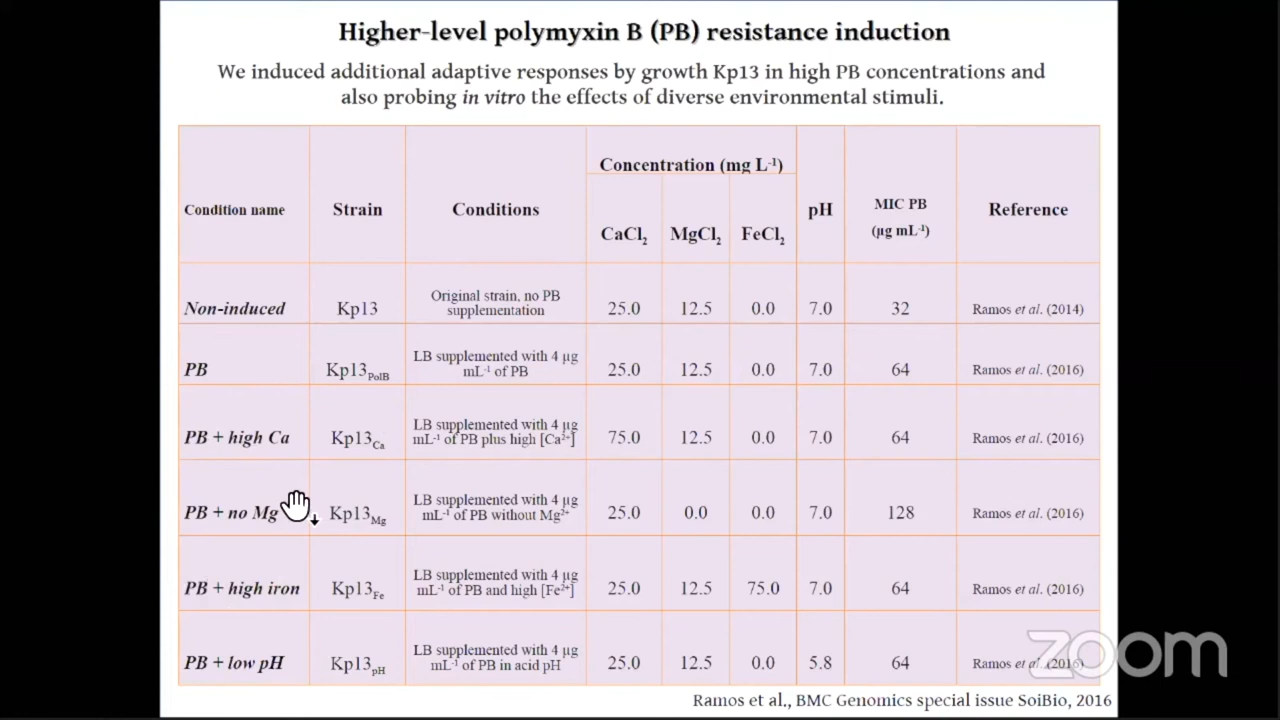 Higher-level polymyxin B (PB) resistance induction
We induced additional adaptive responses by growth Kp13 in high PB concentrations and
also probing in vitro the effects of diverse environmental stimuli.
Condition name Strain Conditions Concentration (mg L⁻¹) pH MIC PB (µg mL⁻¹) Reference
CaCl₂ MgCl₂ FeCl₂
Non-induced Kp13 Original strain, no PB supplementation 25.0 12.5 0.0 7.0 32 Ramos et al. (2014)
PB Kp13PolB LB supplemented with 4 µg mL⁻¹ of PB 25.0 12.5 0.0 7.0 64 Ramos et al. (2016)
PB + high Ca Kp13Ca LB supplemented with 4 µg mL⁻¹ of PB plus high [Ca²⁺] 75.0 12.5 0.0 7.0 64 Ramos et al. (2016)
PB + no Mg Kp13Mg LB supplemented with 4 µg mL⁻¹ of PB without Mg²⁺ 25.0 0.0 0.0 7.0 128 Ramos et al. (2016)
PB + high iron Kp13Fe LB supplemented with 4 µg mL⁻¹ of PB and high [Fe²⁺] 25.0 12.5 75.0 7.0 64 Ramos et al. (2016)
PB + low pH Kp13pH LB supplemented with 4 µg mL⁻¹ of PB in acid pH 25.0 12.5 0.0 5.8 64 Ramos et al. (2016)
zoom
Ramos et al., BMC Genomics special issue SoiBio, 2016